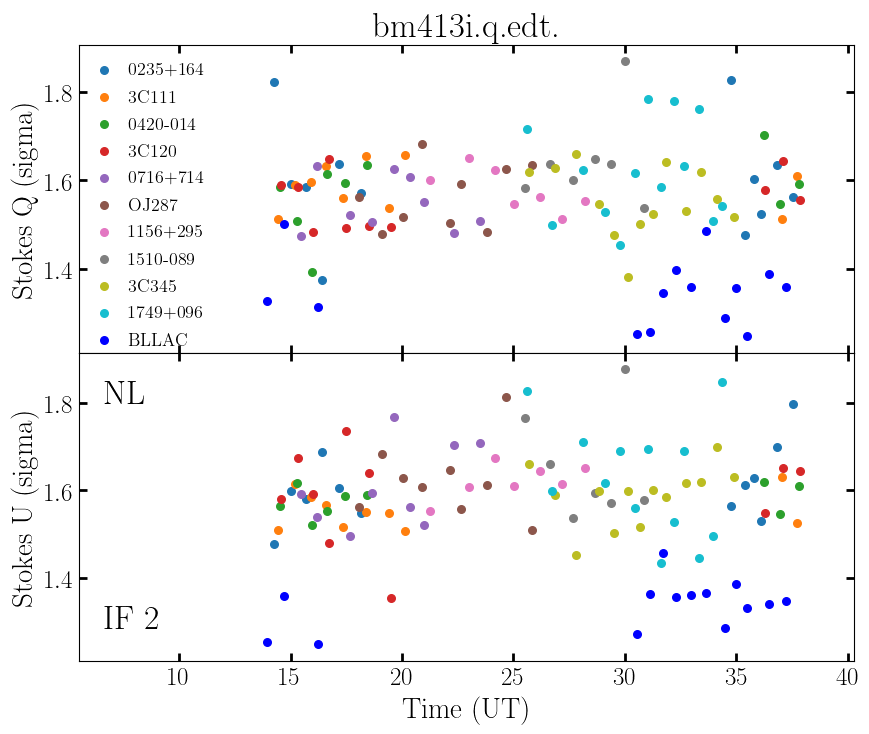 bm413i.q.edt.
Stokes Q (sigma)
1.8
1.6
1.4
0235+164
3C111
0420-014
3C120
0716+714
OJ287
1156+295
1510-089
3C345
1749+096
BLLAC
Stokes U (sigma)
1.8
1.6
1.4
NL
IF 2
10 15 20 25 30 35 40
Time (UT)